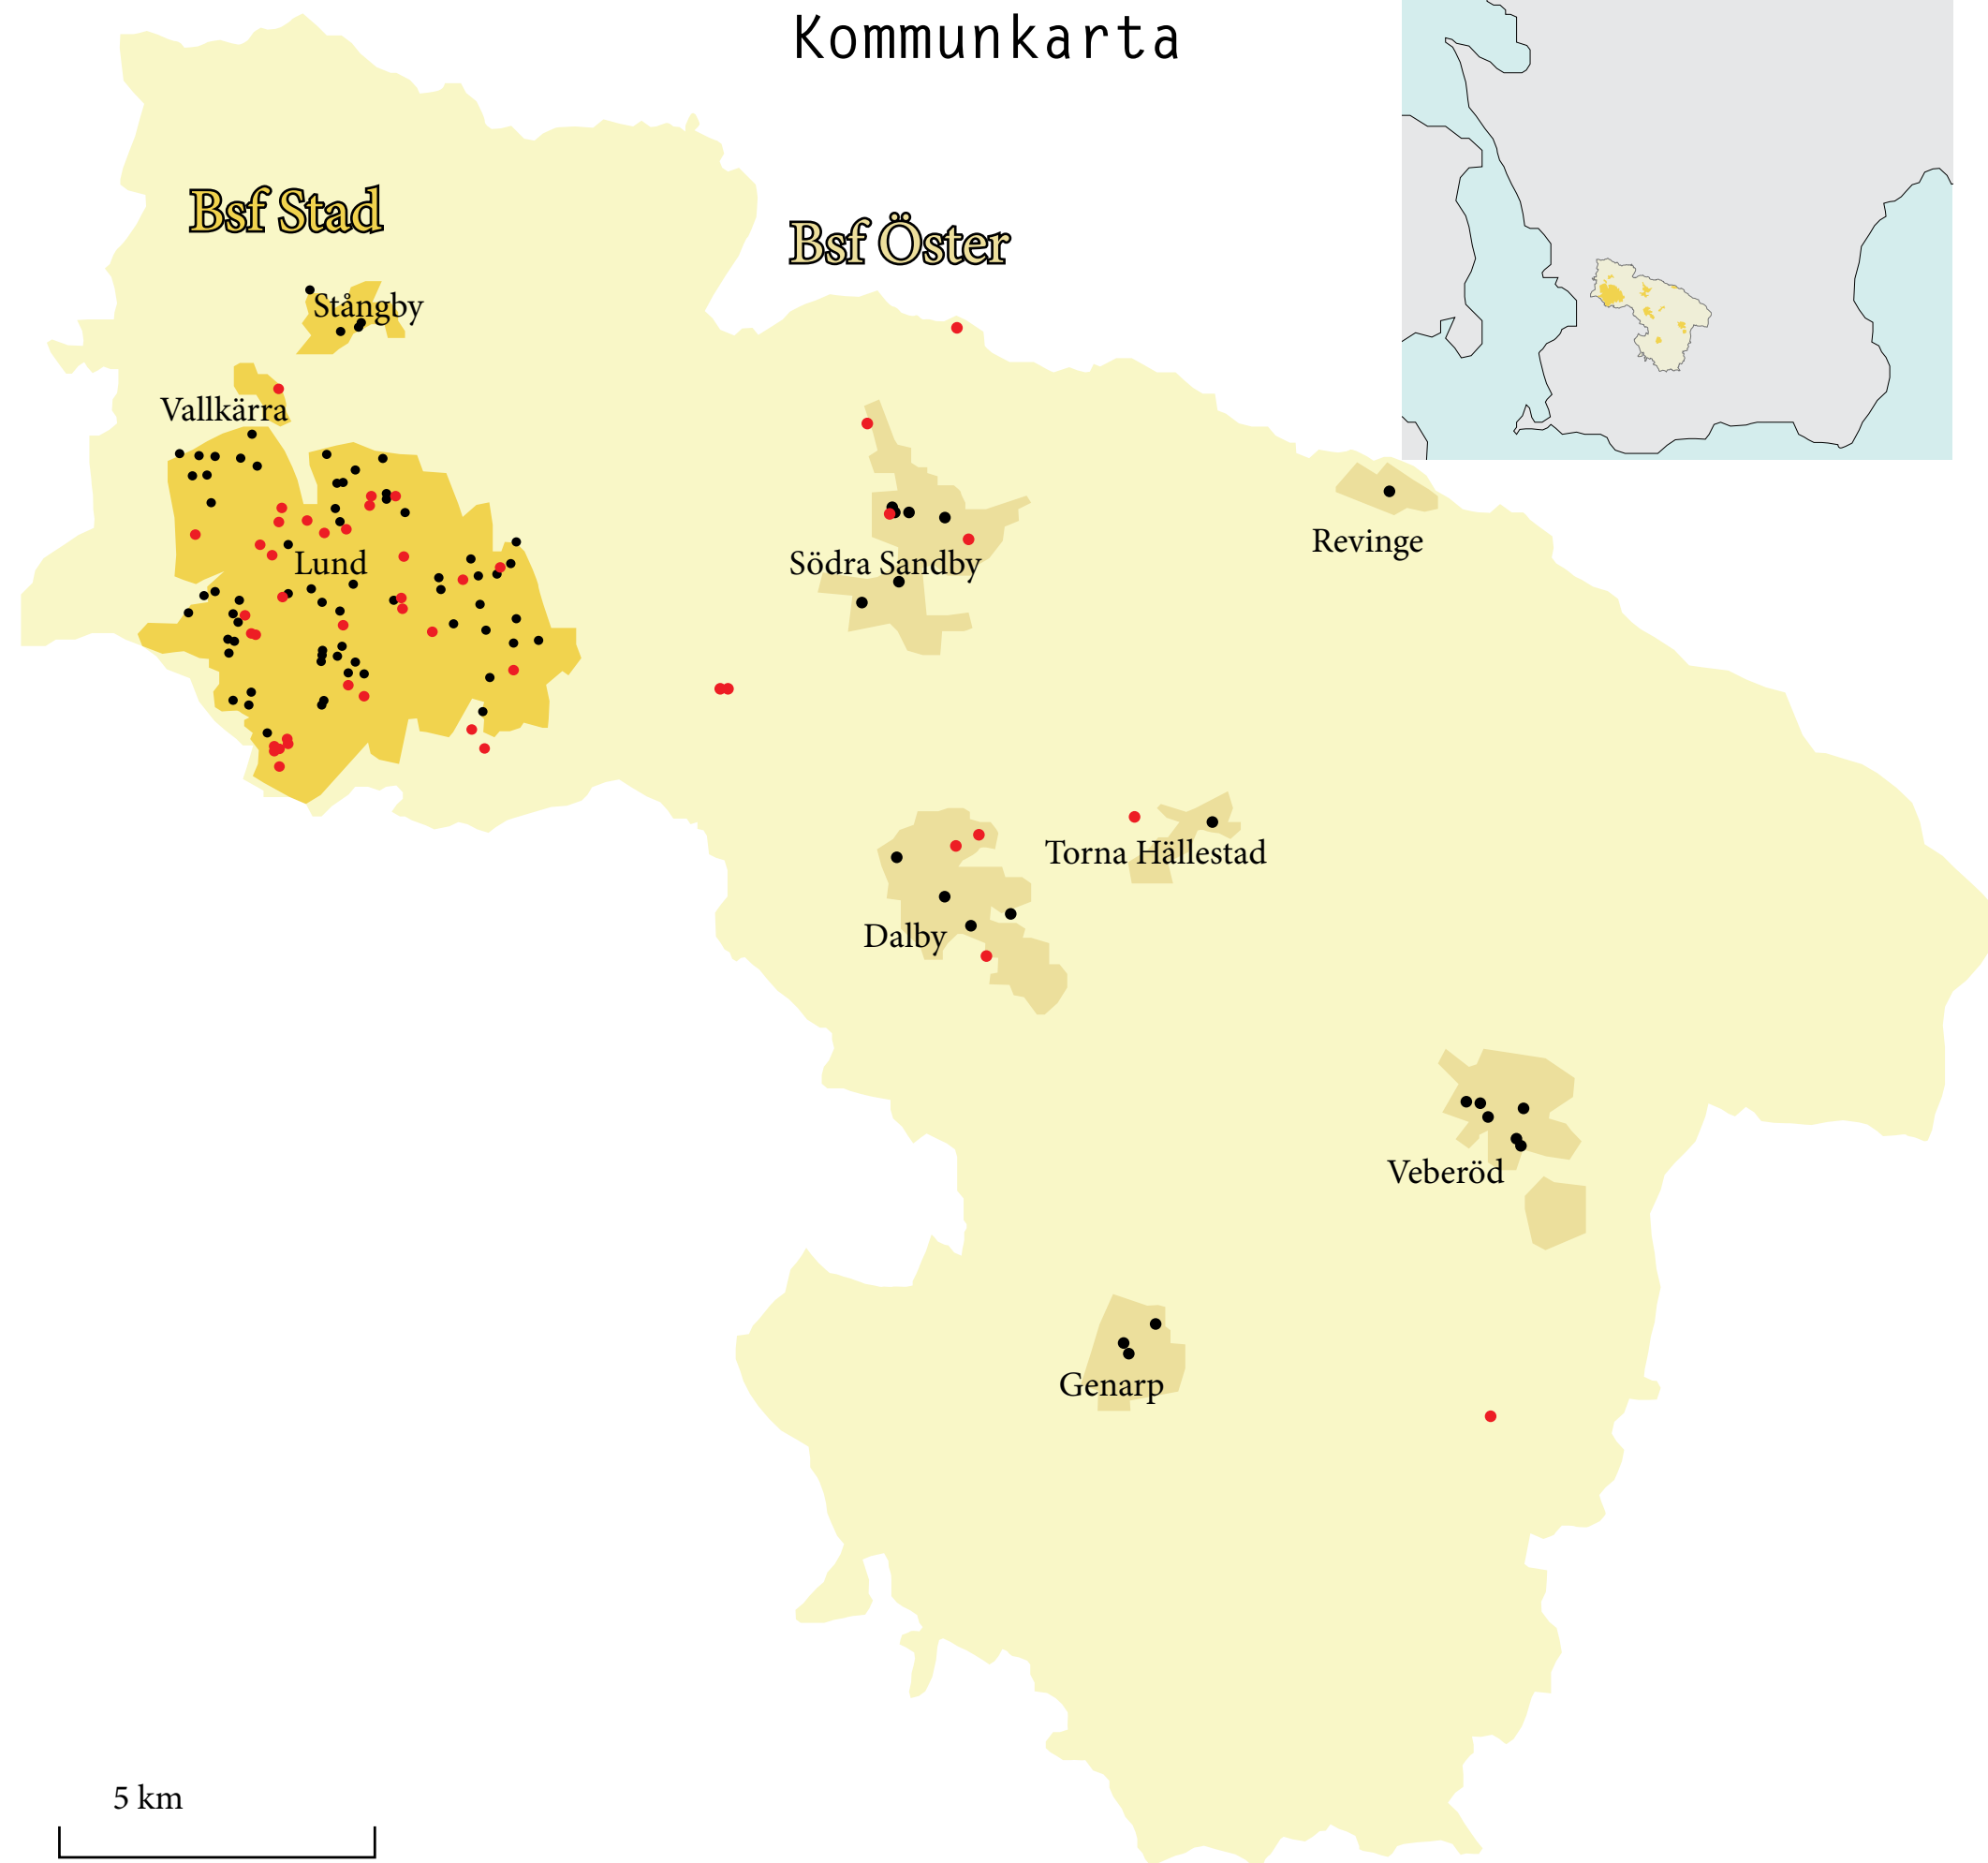 Kommunkarta
Bsf Stad
Bsf Öster
Stångby
Vallkärra
Lund
Södra Sandby
Revinge
Torna Hällestad
Dalby
Veberöd
Genarp
5 km